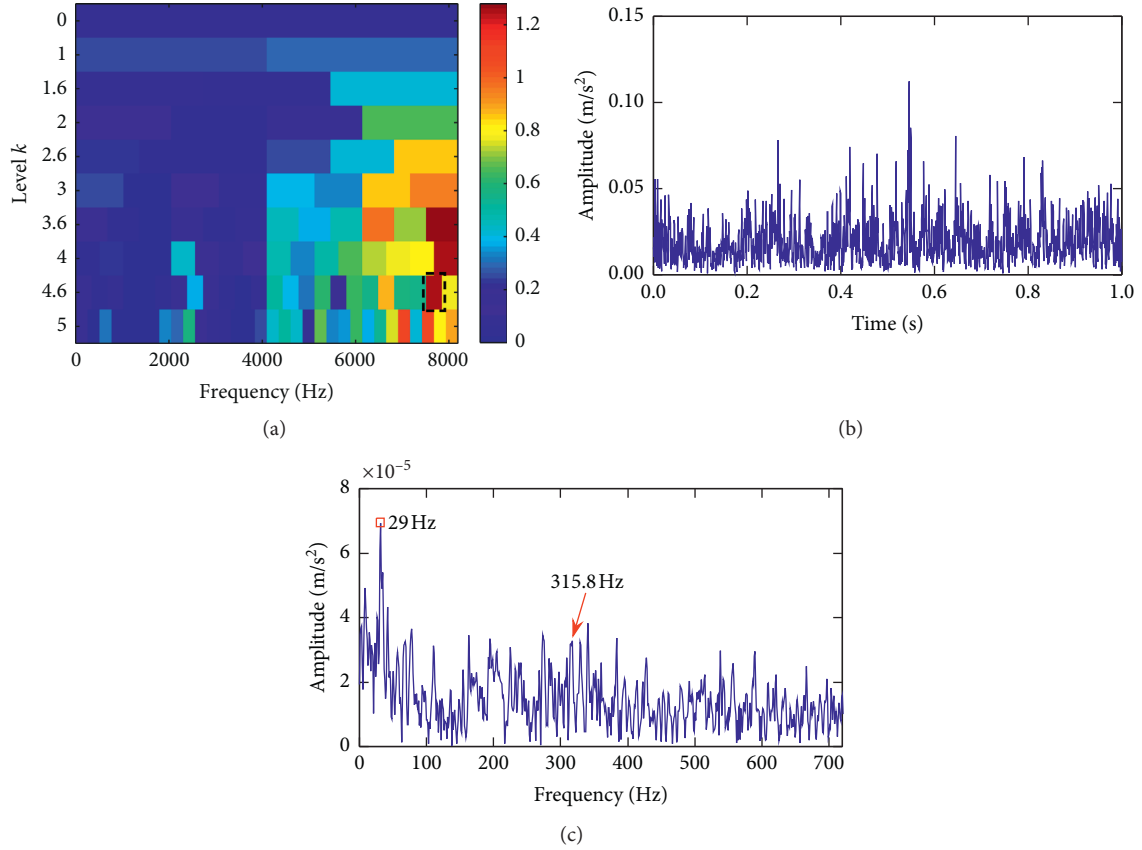 0
1
1.6
2
2.6
3
3.6
4
4.6
5
Level k
0 2000 4000 6000 8000
Frequency (Hz)
1.2
1
0.8
0.6
0.4
0.2
0
(a)
0.15
0.10
0.05
0.00
Amplitude (m/s²)
0.0 0.2 0.4 0.6 0.8 1.0
Time (s)
(b)
×10⁻⁵
8
6
4
2
0
Amplitude (m/s²)
29 Hz
315.8 Hz
0 100 200 300 400 500 600 700
Frequency (Hz)
(c)